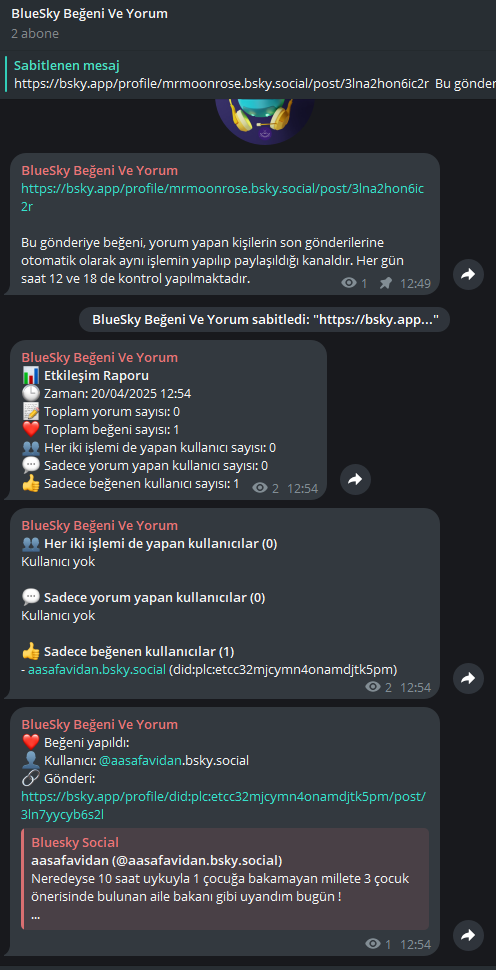 BlueSky Beğeni Ve Yorum
2 abone
Sabitlenen mesaj
https://bsky.app/profile/mrmoonrose.bsky.social/post/3lna2hon6ic2r Bu gönder
BlueSky Beğeni Ve Yorum
https://bsky.app/profile/mrmoonrose.bsky.social/post/3lna2hon6ic
2r
Bu gönderiye beğeni, yorum yapan kişilerin son gönderilerine
otomatik olarak aynı işlemin yapılıp paylaşıldığı kanaldır. Her gün
saat 12 ve 18 de kontrol yapılmaktadır.
1 12:49
BlueSky Beğeni Ve Yorum sabitledi: "https://bsky.app..."
BlueSky Beğeni Ve Yorum
📊 Etkileşim Raporu
🕒 Zaman: 20/04/2025 12:54
📝 Toplam yorum sayısı: 0
❤️ Toplam beğeni sayısı: 1
👥 Her iki işlemi de yapan kullanıcı sayısı: 0
💬 Sadece yorum yapan kullanıcı sayısı: 0
👍 Sadece beğenen kullanıcı sayısı: 1
2 12:54
BlueSky Beğeni Ve Yorum
👥 Her iki işlemi de yapan kullanıcılar (0)
Kullanıcı yok
💬 Sadece yorum yapan kullanıcılar (0)
Kullanıcı yok
👍 Sadece beğenen kullanıcılar (1)
- aasafavidan.bsky.social (did:plc:etcc32mjcymn4onamdjtk5pm)
2 12:54
BlueSky Beğeni Ve Yorum
❤️ Beğeni yapıldı:
👤 Kullanıcı: @aasafavidan.bsky.social
🔗 Gönderi:
https://bsky.app/profile/did:plc:etcc32mjcymn4onamdjtk5pm/post/
3ln7yycyb6s2l
Bluesky Social
aasafavidan (@aasafavidan.bsky.social)
Neredeyse 10 saat uykuyla 1 çocuğa bakamayan millete 3 çocuk
önerisinde bulunan aile bakanı gibi uyandım bugün !
...
1 12:54